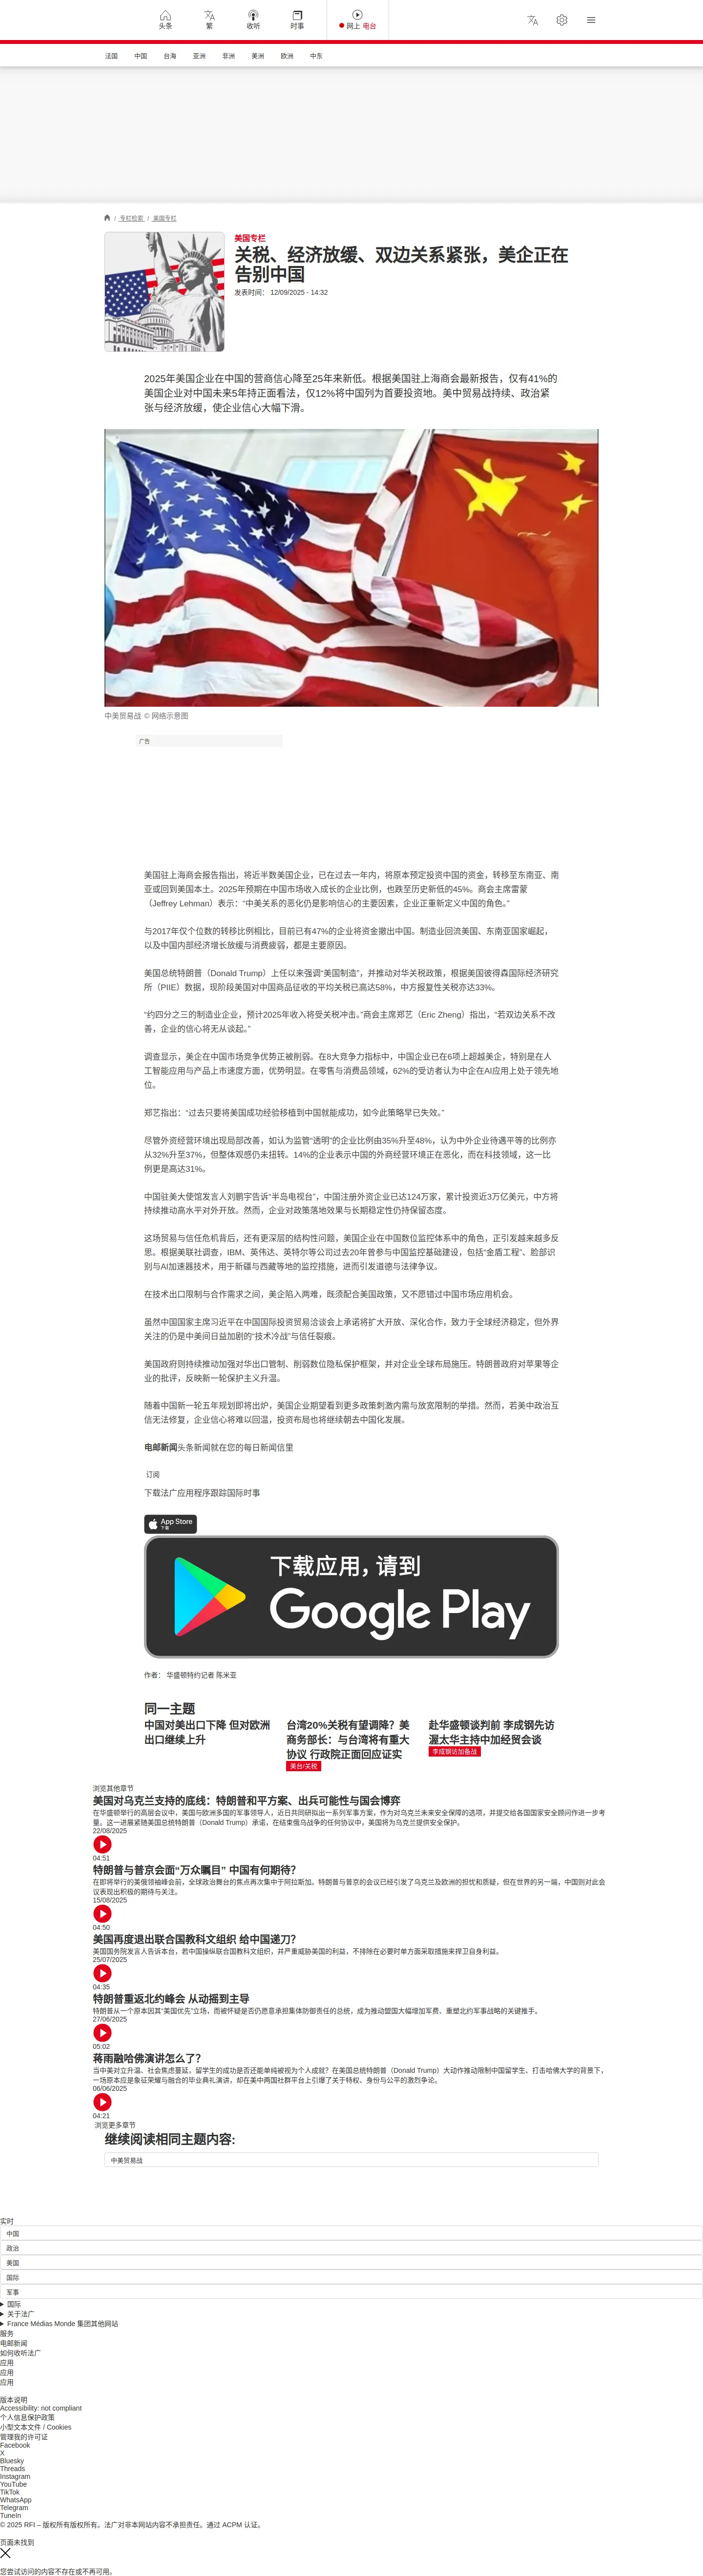 头条
繁
收听
时事
网上 电台
法国 中国 台海 亚洲 非洲 美洲 欧洲 中东
/ 专栏检索 / 美国专栏
美国专栏
关税、经济放缓、双边关系紧张，美企正在
告别中国
发表时间： 12/09/2025 - 14:32
2025年美国企业在中国的营商信心降至25年来新低。根据美国驻上海商会最新报告，仅有41%的
美国企业对中国未来5年持正面看法，仅12%将中国列为首要投资地。美中贸易战持续、政治紧
张与经济放缓，使企业信心大幅下滑。
中美贸易战 © 网络示意图
广告
美国驻上海商会报告指出，将近半数美国企业，已在过去一年内，将原本预定投资中国的资金，转移至东南亚、南
亚或回到美国本土。2025年预期在中国市场收入成长的企业比例，也跌至历史新低的45%。商会主席雷蒙
（Jeffrey Lehman）表示：“中美关系的恶化仍是影响信心的主要因素，企业正重新定义中国的角色。”
与2017年仅个位数的转移比例相比，目前已有47%的企业将资金撤出中国。制造业回流美国、东南亚国家崛起，
以及中国内部经济增长放缓与消费疲弱，都是主要原因。
美国总统特朗普（Donald Trump）上任以来强调“美国制造”，并推动对华关税政策，根据美国彼得森国际经济研究
所（PIIE）数据，现阶段美国对中国商品征收的平均关税已高达58%，中方报复性关税亦达33%。
“约四分之三的制造业企业，预计2025年收入将受关税冲击。”商会主席郑艺（Eric Zheng）指出，“若双边关系不改
善，企业的信心将无从谈起。”
调查显示，美企在中国市场竞争优势正被削弱。在8大竞争力指标中，中国企业已在6项上超越美企，特别是在人
工智能应用与产品上市速度方面，优势明显。在零售与消费品领域，62%的受访者认为中企在AI应用上处于领先地
位。
郑艺指出：“过去只要将美国成功经验移植到中国就能成功，如今此策略早已失效。”
尽管外资经营环境出现局部改善，如认为监管“透明”的企业比例由35%升至48%，认为中外企业待遇平等的比例亦
从32%升至37%，但整体观感仍未扭转。14%的企业表示中国的外商经营环境正在恶化，而在科技领域，这一比
例更是高达31%。
中国驻美大使馆发言人刘鹏宇告诉“半岛电视台”，中国注册外资企业已达124万家，累计投资近3万亿美元，中方将
持续推动高水平对外开放。然而，企业对政策落地效果与长期稳定性仍持保留态度。
这场贸易与信任危机背后，还有更深层的结构性问题，美国企业在中国数位监控体系中的角色，正引发越来越多反
思。根据美联社调查，IBM、英伟达、英特尔等公司过去20年曾参与中国监控基础建设，包括“金盾工程”、脸部识
别与AI加速器技术，用于新疆与西藏等地的监控措施，进而引发道德与法律争议。
在技术出口限制与合作需求之间，美企陷入两难，既须配合美国政策，又不愿错过中国市场应用机会。
虽然中国国家主席习近平在中国国际投资贸易洽谈会上承诺将扩大开放、深化合作，致力于全球经济稳定，但外界
关注的仍是中美间日益加剧的“技术冷战”与信任裂痕。
美国政府则持续推动加强对华出口管制、削弱数位隐私保护框架，并对企业全球布局施压。特朗普政府对苹果等企
业的批评，反映新一轮保护主义升温。
随着中国新一轮五年规划即将出炉，美国企业期望看到更多政策刺激内需与放宽限制的举措。然而，若美中政治互
信无法修复，企业信心将难以回温，投资布局也将继续朝去中国化发展。
电邮新闻头条新闻就在您的每日新闻信里
订阅
下载法广应用程序跟踪国际时事
App Store
下载
下载应用，请到
Google Play
作者： 华盛顿特约记者 陈米亚
同一主题
中国对美出口下降 但对欧洲
出口继续上升
台湾20%关税有望调降？美
商务部长：与台湾将有重大
协议 行政院正面回应证实
美台/关税
赴华盛顿谈判前 李成钢先访
渥太华主持中加经贸会谈
李成钢访加备战
浏览其他章节
美国对乌克兰支持的底线：特朗普和平方案、出兵可能性与国会博弈
在华盛顿举行的高层会议中，美国与欧洲多国的军事领导人，近日共同研拟出一系列军事方案，作为对乌克兰未来安全保障的选项，并提交给各国国家安全顾问作进一步考
量。这一进展紧随美国总统特朗普（Donald Trump）承诺，在结束俄乌战争的任何协议中，美国将为乌克兰提供安全保护。
22/08/2025
04:51
特朗普与普京会面“万众瞩目” 中国有何期待？
在即将举行的美俄领袖峰会前，全球政治舞台的焦点再次集中于阿拉斯加。特朗普与普京的会议已经引发了乌克兰及欧洲的担忧和质疑，但在世界的另一端，中国则对此会
议表现出积极的期待与关注。
15/08/2025
04:50
美国再度退出联合国教科文组织 给中国递刀？
美国国务院发言人告诉本台，若中国操纵联合国教科文组织，并严重威胁美国的利益，不排除在必要时单方面采取措施来捍卫自身利益。
25/07/2025
04:35
特朗普重返北约峰会 从动摇到主导
特朗普从一个原本因其“美国优先”立场，而被怀疑是否仍愿意承担集体防御责任的总统，成为推动盟国大幅增加军费、重塑北约军事战略的关键推手。
27/06/2025
05:02
蒋雨融哈佛演讲怎么了？
当中美对立升温、社会焦虑蔓延，留学生的成功是否还能单纯被视为个人成就？在美国总统特朗普（Donald Trump）大动作推动限制中国留学生、打击哈佛大学的背景下，
一场原本应是象征荣耀与融合的毕业典礼演讲，却在美中两国社群平台上引爆了关于特权、身份与公平的激烈争论。
06/06/2025
04:21
浏览更多章节
继续阅读相同主题内容:
中美贸易战
实时
中国
政治
美国
国际
军事
国际
关于法广
France Médias Monde 集团其他网站
服务
电邮新闻
如何收听法广
应用
应用
应用
版本说明
Accessibility: not compliant
个人信息保护政策
小型文本文件 / Cookies
管理我的许可证
Facebook
X
Bluesky
Threads
Instagram
YouTube
TikTok
WhatsApp
Telegram
TuneIn
© 2025 RFI – 版权所有版权所有。法广对非本网站内容不承担责任。通过 ACPM 认证。
页面未找到
您尝试访问的内容不存在或不再可用。